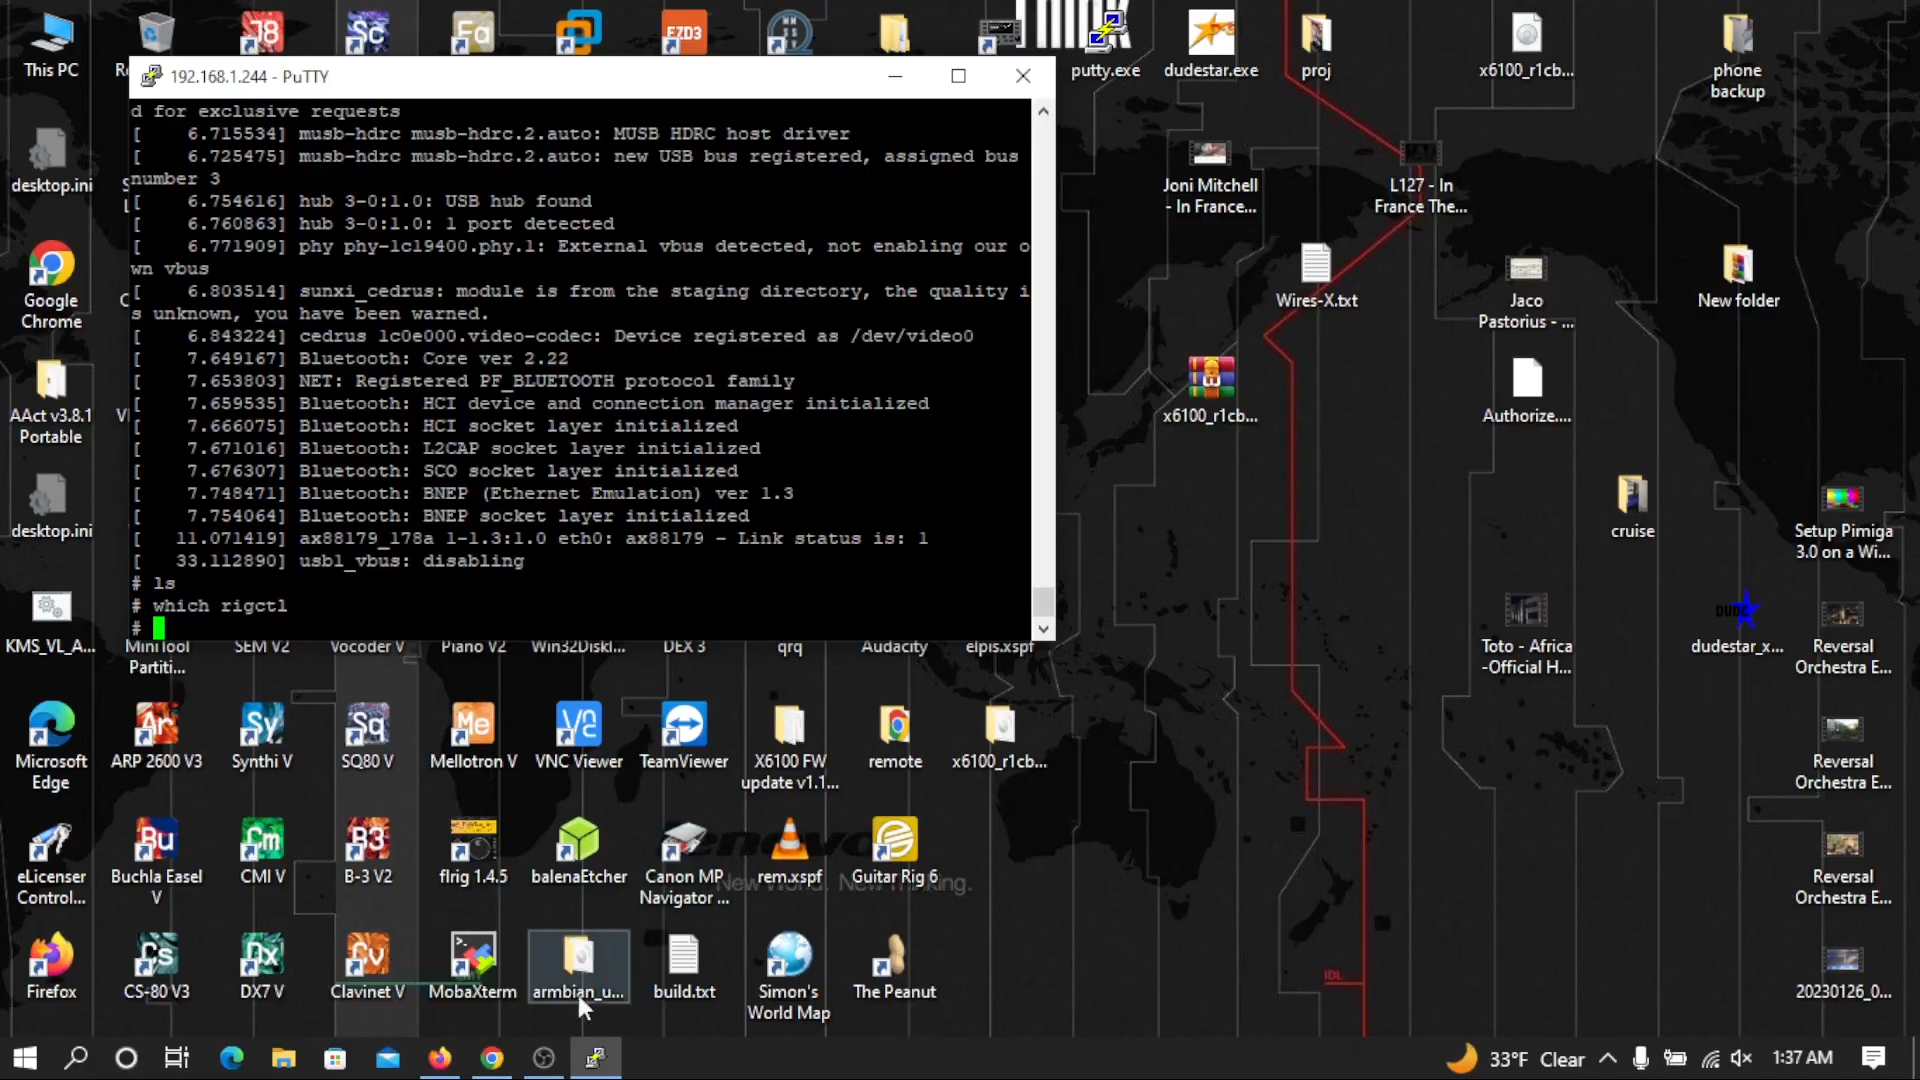 This PC
putty.exe
dudestar.exe
proj
x6100_r1cb...
phone
backup
192.168.1.244 - PuTTY
d for exclusive requests
[    6.715534] musb-hdrc musb-hdrc.2.auto: MUSB HDRC host driver
[    6.725475] musb-hdrc musb-hdrc.2.auto: new USB bus registered, assigned bus
number 3
[    6.754616] hub 3-0:1.0: USB hub found
[    6.760863] hub 3-0:1.0: 1 port detected
[    6.771909] phy phy-1c19400.phy.1: External vbus detected, not enabling our o
wn vbus
[    6.803514] sunxi_cedrus: module is from the staging directory, the quality i
s unknown, you have been warned.
[    6.843224] cedrus 1c0e000.video-codec: Device registered as /dev/video0
[    7.649167] Bluetooth: Core ver 2.22
[    7.653803] NET: Registered PF_BLUETOOTH protocol family
[    7.659535] Bluetooth: HCI device and connection manager initialized
[    7.666075] Bluetooth: HCI socket layer initialized
[    7.671016] Bluetooth: L2CAP socket layer initialized
[    7.676307] Bluetooth: SCO socket layer initialized
[    7.748471] Bluetooth: BNEP (Ethernet Emulation) ver 1.3
[    7.754064] Bluetooth: BNEP socket layer initialized
[   11.071419] ax88179_178a 1-1.3:1.0 eth0: ax88179 - Link status is: 1
[   33.112890] usb1_vbus: disabling
# ls
# which rigctl
#
desktop.ini
Google
Chrome
AAct v3.8.1
Portable
desktop.ini
Joni Mitchell
- In France...
L127 - In
France The...
Wires-X.txt
Jaco
Pastorius - ...
New folder
x6100_r1cb...
Authorize....
cruise
Setup Pimiga
3.0 on a Wi...
KMS_VL_A...
MiniTool
Partiti...
SEM V2
Vocoder V
Piano V2
Win32Diskl...
DEX 3
qrq
Audacity
elpis.xspf
Toto - Africa
-Official H...
DUDE
dudestar_x...
Reversal
Orchestra E...
Microsoft
Edge
ARP 2600 V3
Synthi V
SQ80 V
Mellotron V
VNC Viewer
TeamViewer
X6100 FW
update v1.1...
remote
x6100_r1cb...
Reversal
Orchestra E...
eLicenser
Control...
Buchla Easel
V
CMI V
B-3 V2
flrig 1.4.5
balenaEtcher
Canon MP
Navigator ...
rem.xspf
Guitar Rig 6
New World. New Thinking.
Reversal
Orchestra E...
Firefox
CS-80 V3
DX7 V
Clavinet V
MobaXterm
armbian_u...
build.txt
Simon's
World Map
The Peanut
IDL
20230126_0...
33°F Clear
1:37 AM